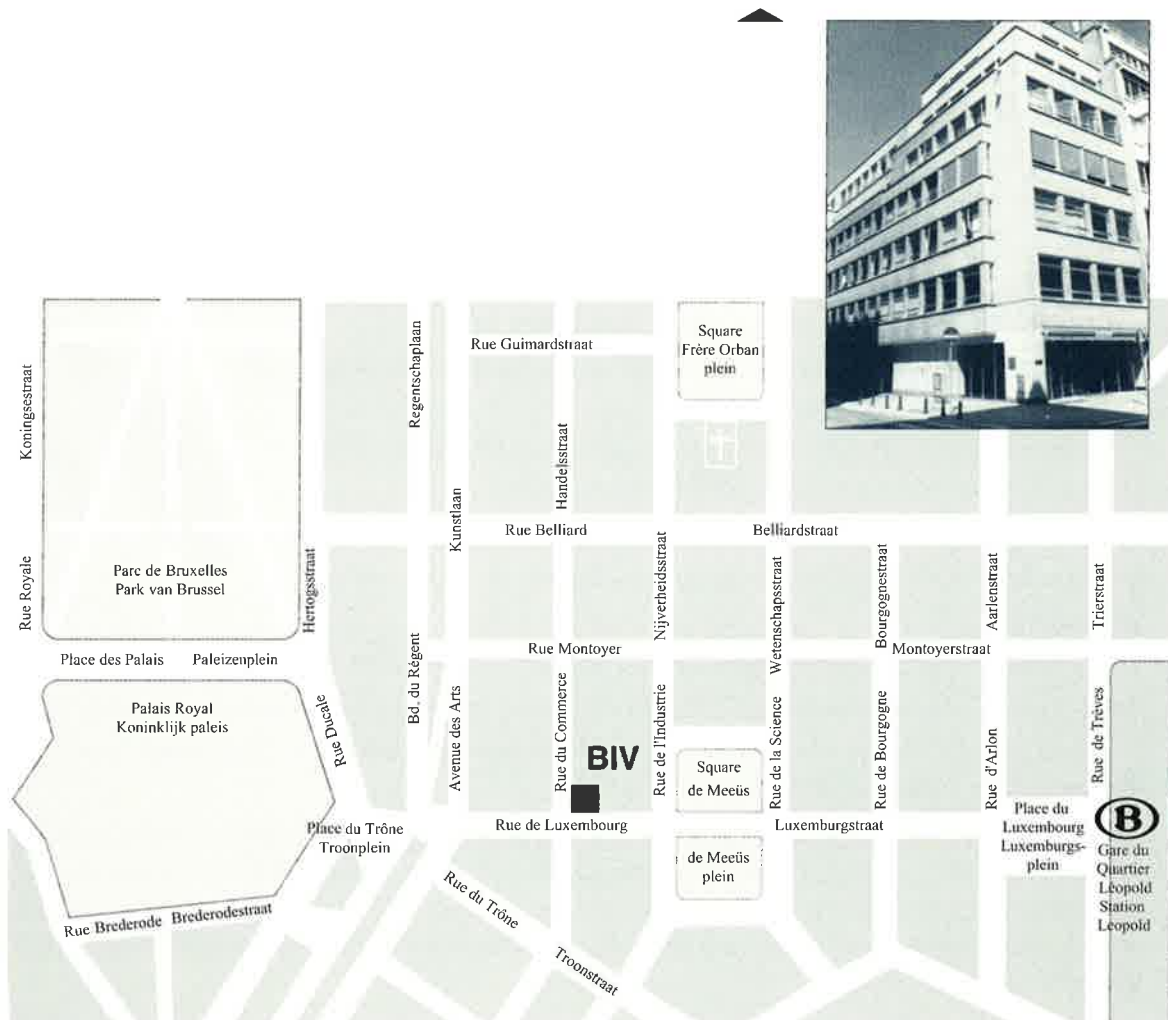 Square
Frère Orban
plein
Rue Guimardstraat
Koningsestraat
Regentschaplaan
Handelsstraat
Kunstlaan
Rue Belliard
Belliardstraat
Rue Royale
Parc de Bruxelles
Park van Brussel
Hertogsstraat
Nijverheidsstraat
Wetenschapsstraat
Bourgognestraat
Aarlenstraat
Trierstraat
Rue Montoyer
Montoyerstraat
Place des Palais
Paleizenplein
Palais Royal
Koninklijk paleis
Rue Ducale
Bd. du Régent
Avenue des Arts
Rue du Commerce
BIV
Rue de l'Industrie
Square
de Meeûs
Rue de la Science
Rue de Bourgogne
Rue d'Arlon
Rue de Trèves
Place du Trône
Troonplein
Rue de Luxembourg
Luxemburgstraat
Place du
Luxembourg
Luxemburgs-
plein
B
Gare du
Quartier
Léopold
Station
Leopold
de Meeûs
plein
Rue du Trône
Troonstraat
Rue Brederode
Brederodestraat